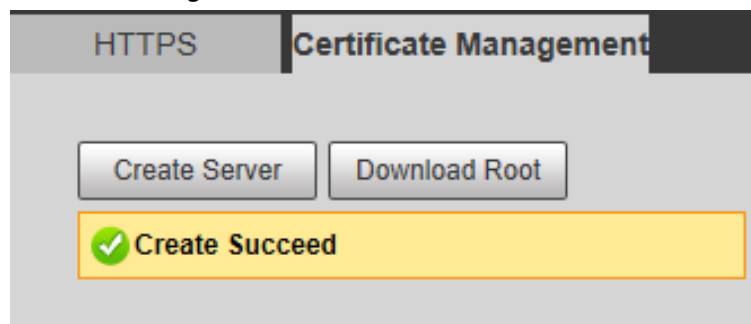 HTTPS Certificate Management
Create Server Download Root
Create Succeed